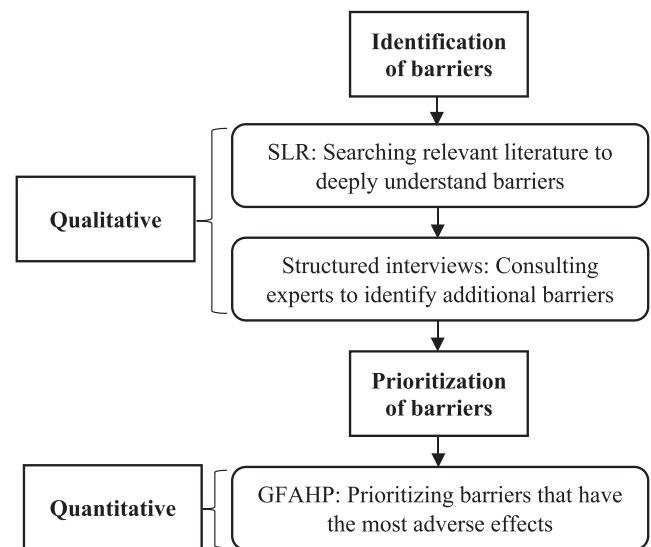 Identification
of barriers
SLR: Searching relevant literature to
deeply understand barriers
Qualitative
Structured interviews: Consulting
experts to identify additional barriers
Prioritization
of barriers
Quantitative
GFAHP: Prioritizing barriers that have
the most adverse effects